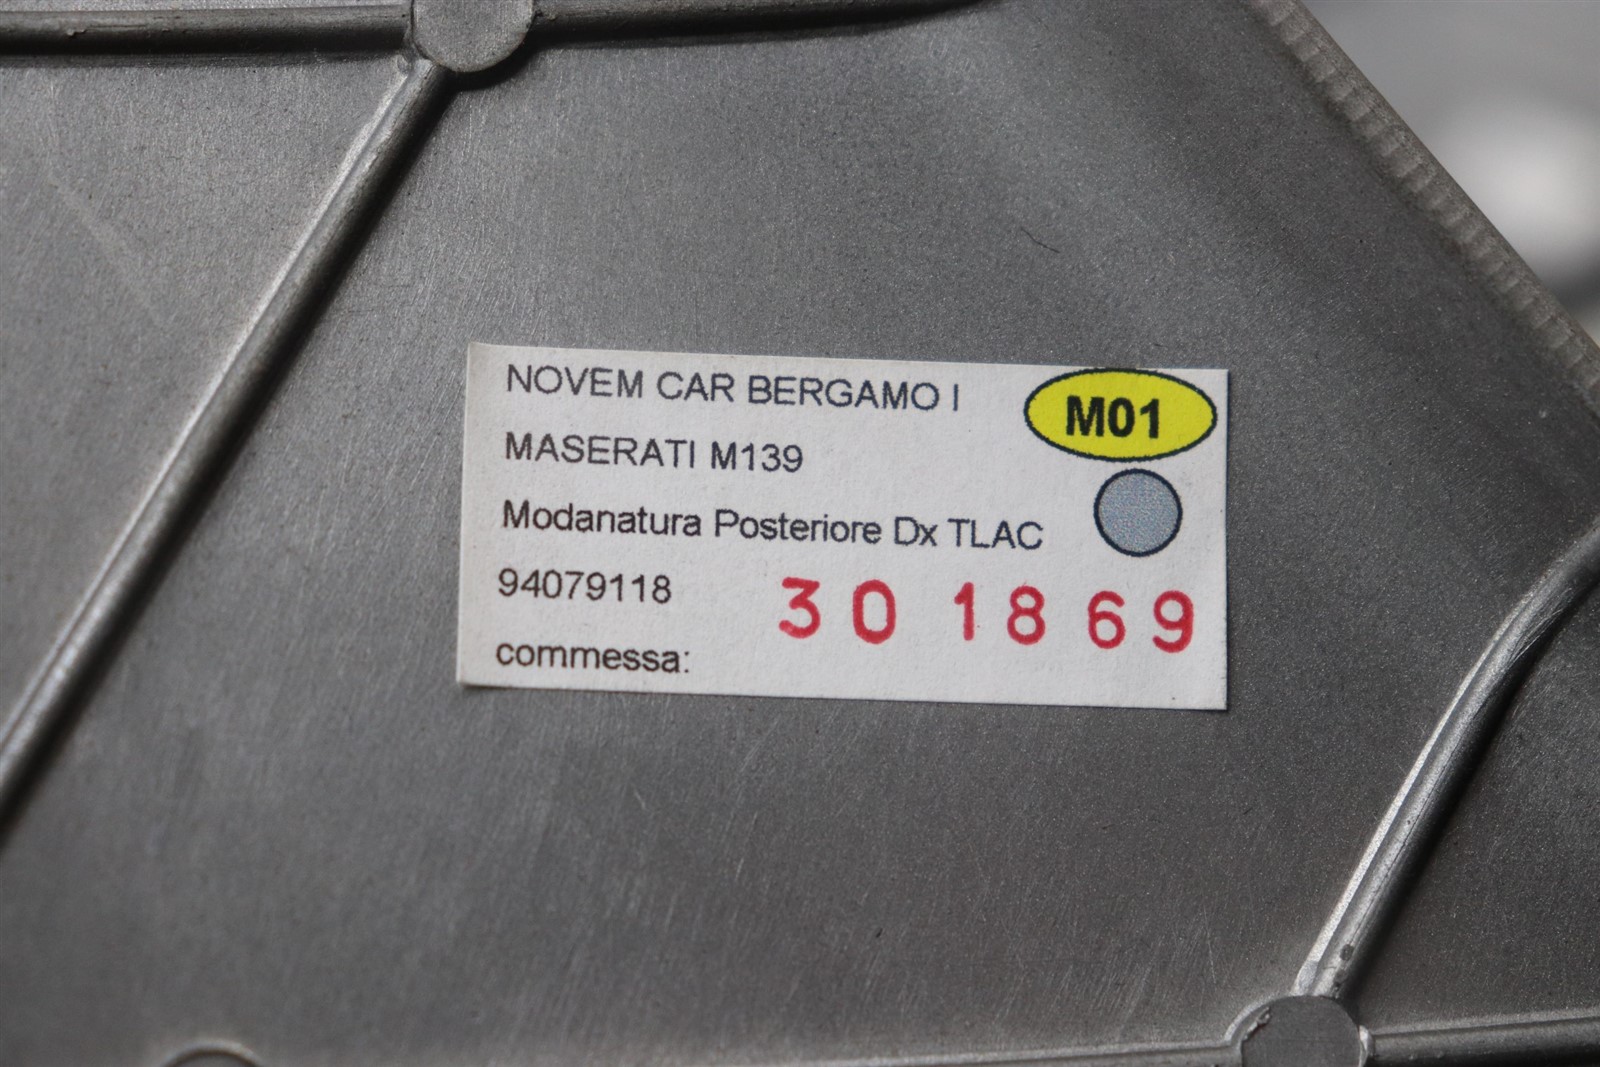 NOVEM CAR BERGAMO I
M01
MASERATI M139
Modanatura Posteriore Dx TLAC
94079118
301869
commessa: